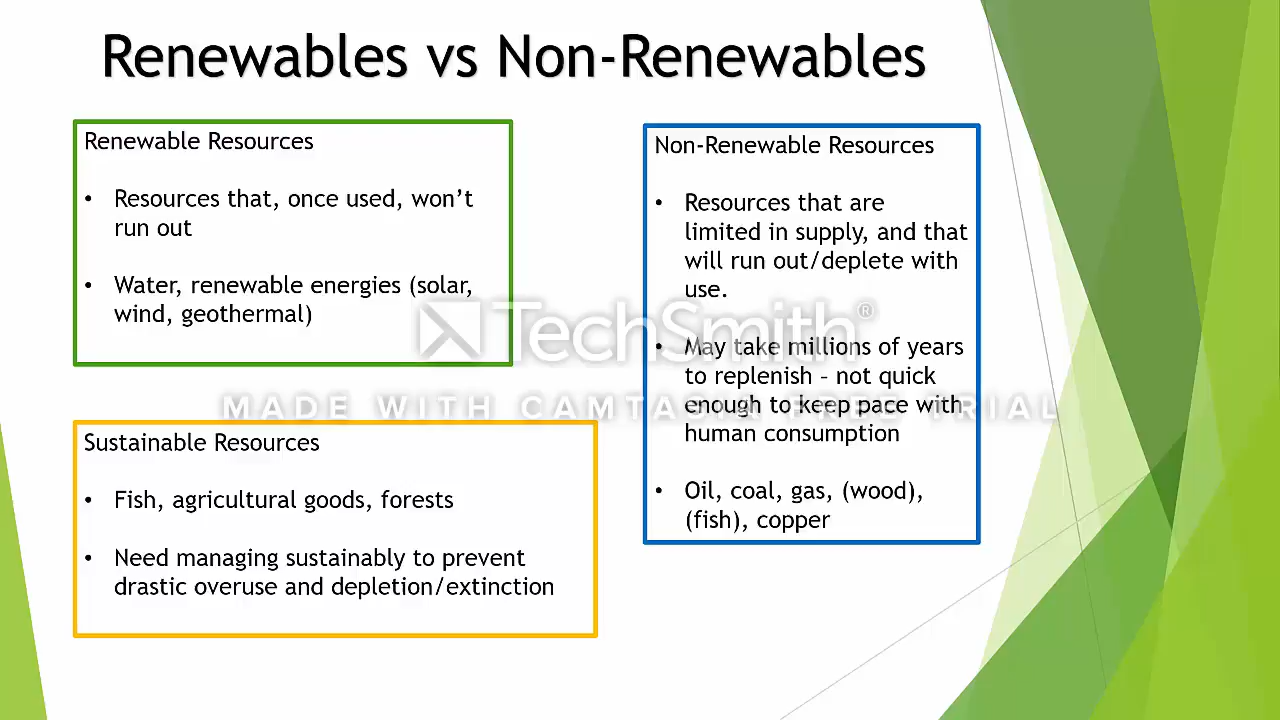 Renewables vs Non-Renewables
Renewable Resources
• Resources that, once used, won’t
run out
• Water, renewable energies (solar,
wind, geothermal)
Sustainable Resources
• Fish, agricultural goods, forests
• Need managing sustainably to prevent
drastic overuse and depletion/extinction
Non-Renewable Resources
• Resources that are
limited in supply, and that
will run out/deplete with
use.
• May take millions of years
to replenish – not quick
enough to keep pace with
human consumption
• Oil, coal, gas, (wood),
(fish), copper
TechSmith®
MADE WITH CAMTASIA FREE TRIAL